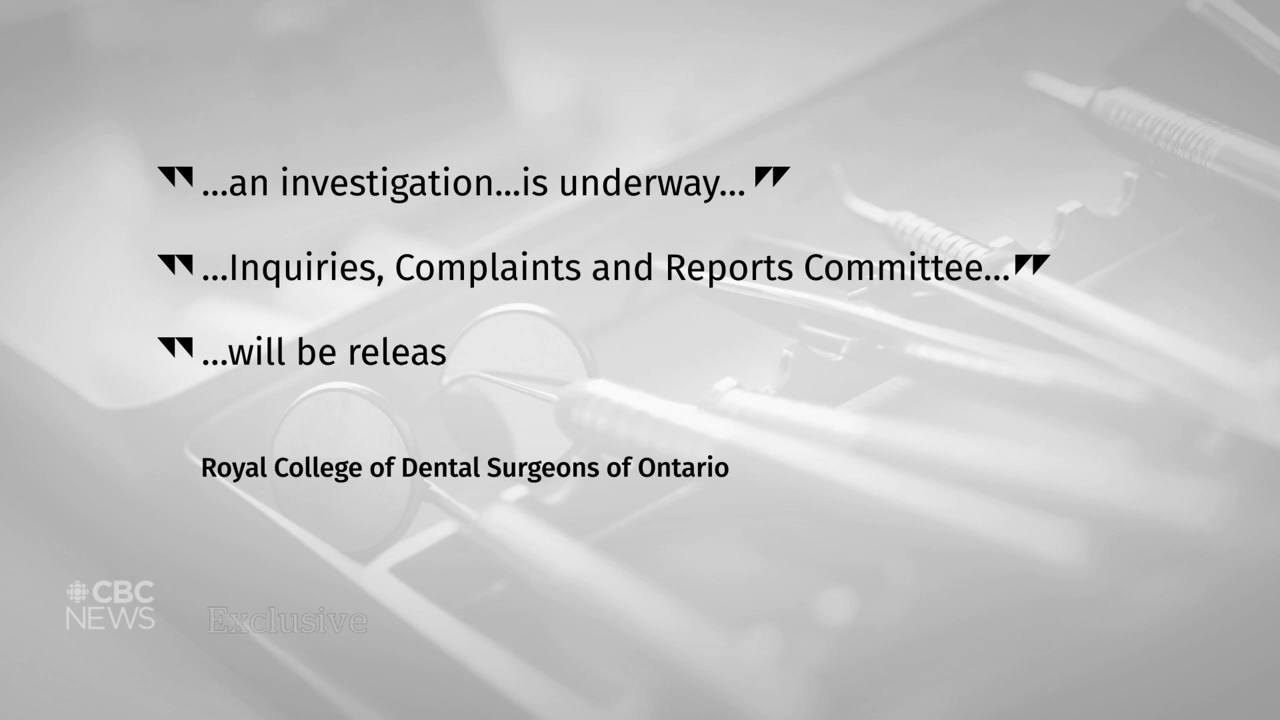 "...an investigation...is underway..."
"...Inquiries, Complaints and Reports Committee..."
"...will be releas
Royal College of Dental Surgeons of Ontario
CBC
NEWS
Exclusive